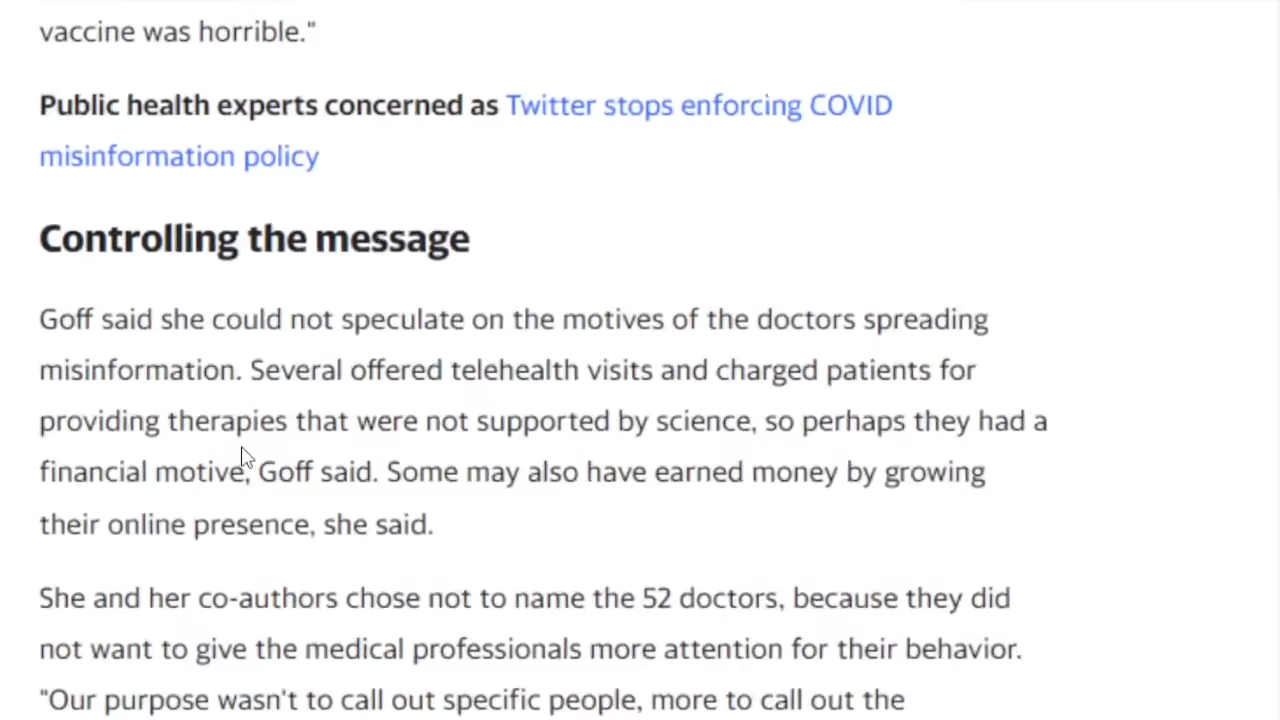 vaccine was horrible."
Public health experts concerned as Twitter stops enforcing COVID
misinformation policy
Controlling the message
Goff said she could not speculate on the motives of the doctors spreading
misinformation. Several offered telehealth visits and charged patients for
providing therapies that were not supported by science, so perhaps they had a
financial motive, Goff said. Some may also have earned money by growing
their online presence, she said.
She and her co-authors chose not to name the 52 doctors, because they did
not want to give the medical professionals more attention for their behavior.
"Our purpose wasn't to call out specific people, more to call out the